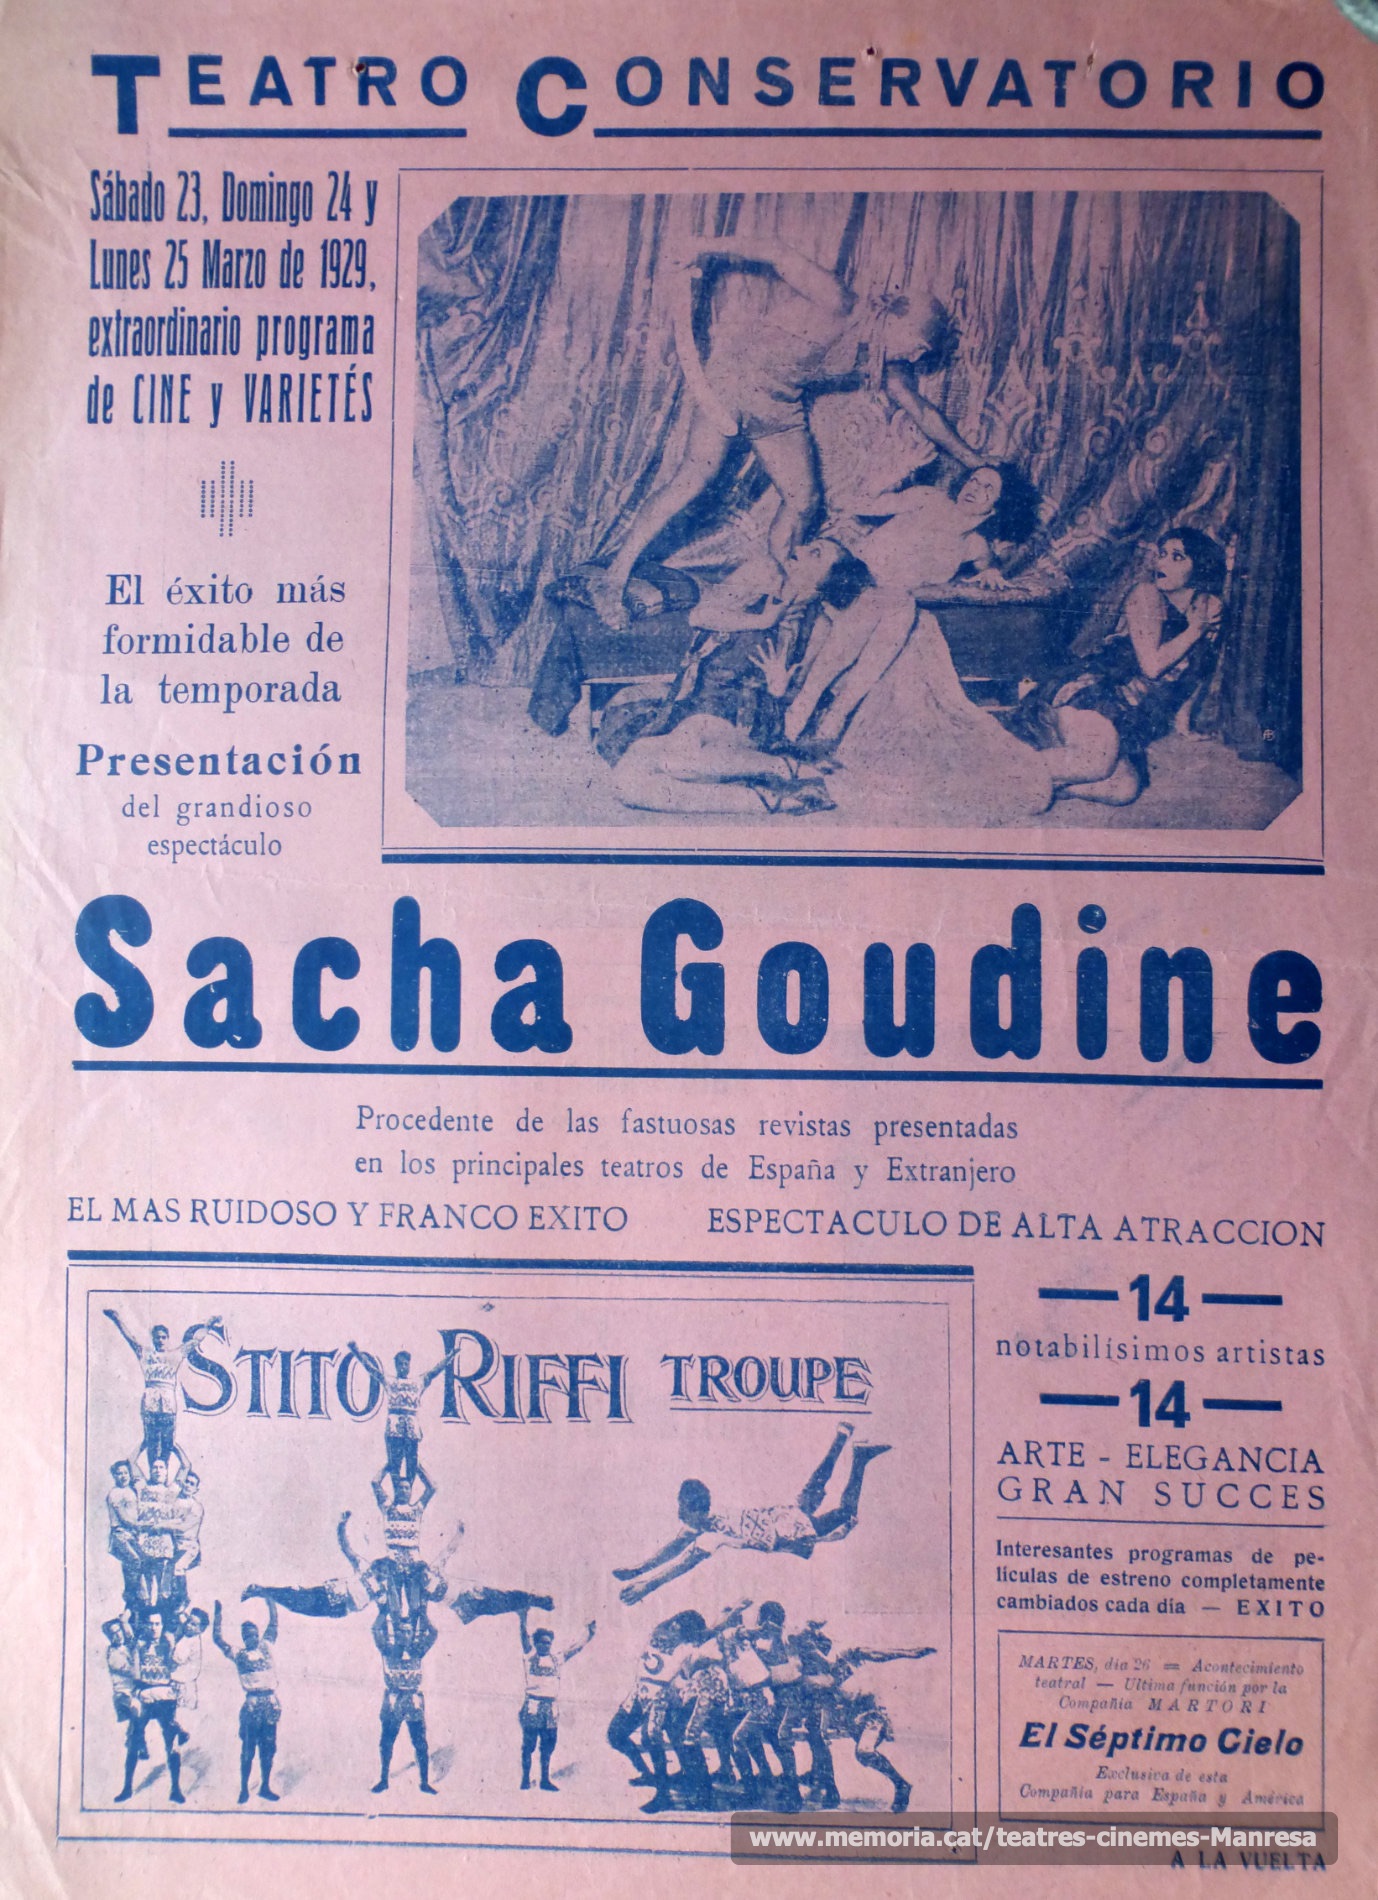 TEATRO CONSERVATORIO
Sábado 23, Domingo 24 y
Lunes 25 Marzo de 1929,
extraordinario programa
de CINE y VARIETÉS
El éxito más
formidable de
la temporada
Presentación
del grandioso
espectáculo
Sacha Goudine
Procedente de las fastuosas revistas presentadas
en los principales teatros de España y Extranjero
EL MAS RUIDOSO Y FRANCO EXITO
ESPECTACULO DE ALTA ATRACCION
STITO RIFFI TROUPE
— 14 —
notabilísimos artistas
— 14 —
ARTE - ELEGANCIA
GRAN SUCCES
Interesantes programas de pe-
lículas de estreno completamente
cambiados cada día — EXITO
MARTES, día 26 = Acontecimiento
teatral — Ultima función por la
Compañia MARTORI
El Séptimo Cielo
Exclusiva de esta
Compañía para España y América
www.memoria.cat/teatres-cinemes-Manresa
A LA VUELTA